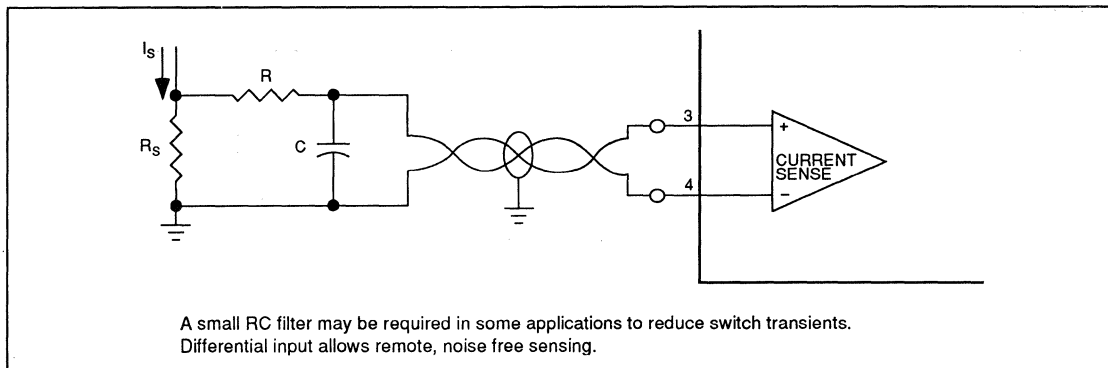 I_S
R
R_S
C
3
4
+
CURRENT
SENSE
–
A small RC filter may be required in some applications to reduce switch transients.
Differential input allows remote, noise free sensing.